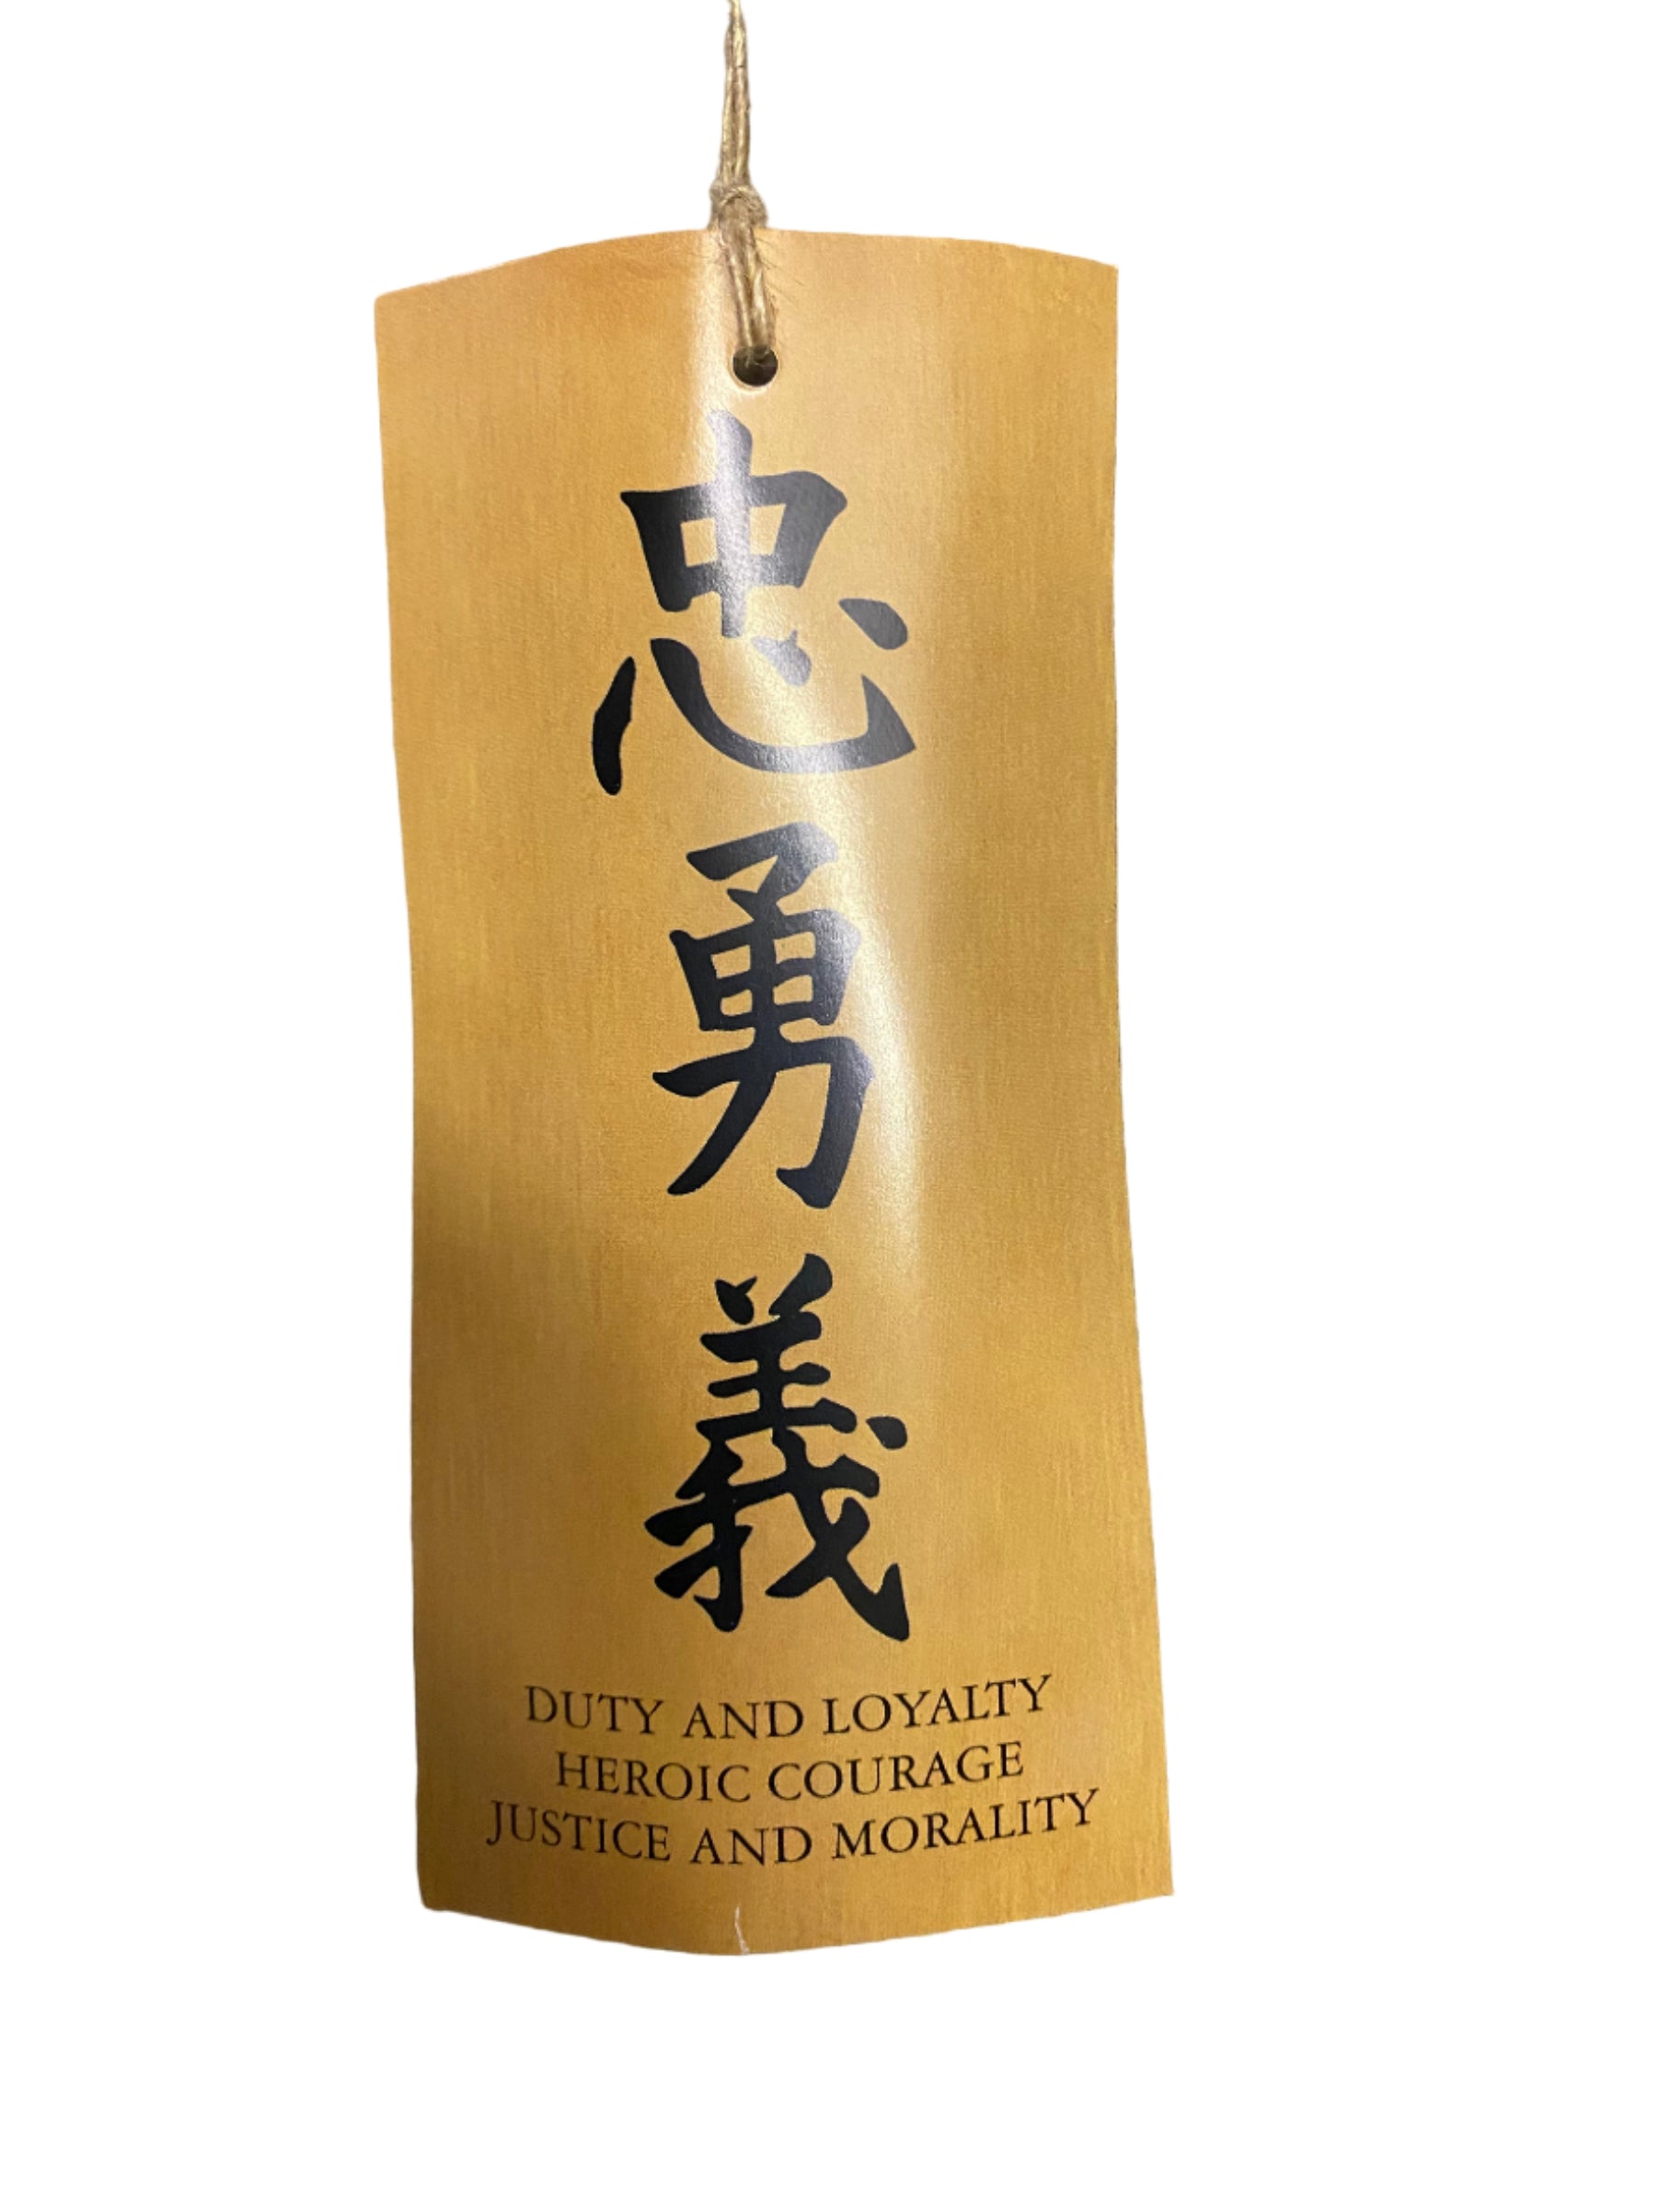 忠勇義
DUTY AND LOYALTY
HEROIC COURAGE
JUSTICE AND MORALITY